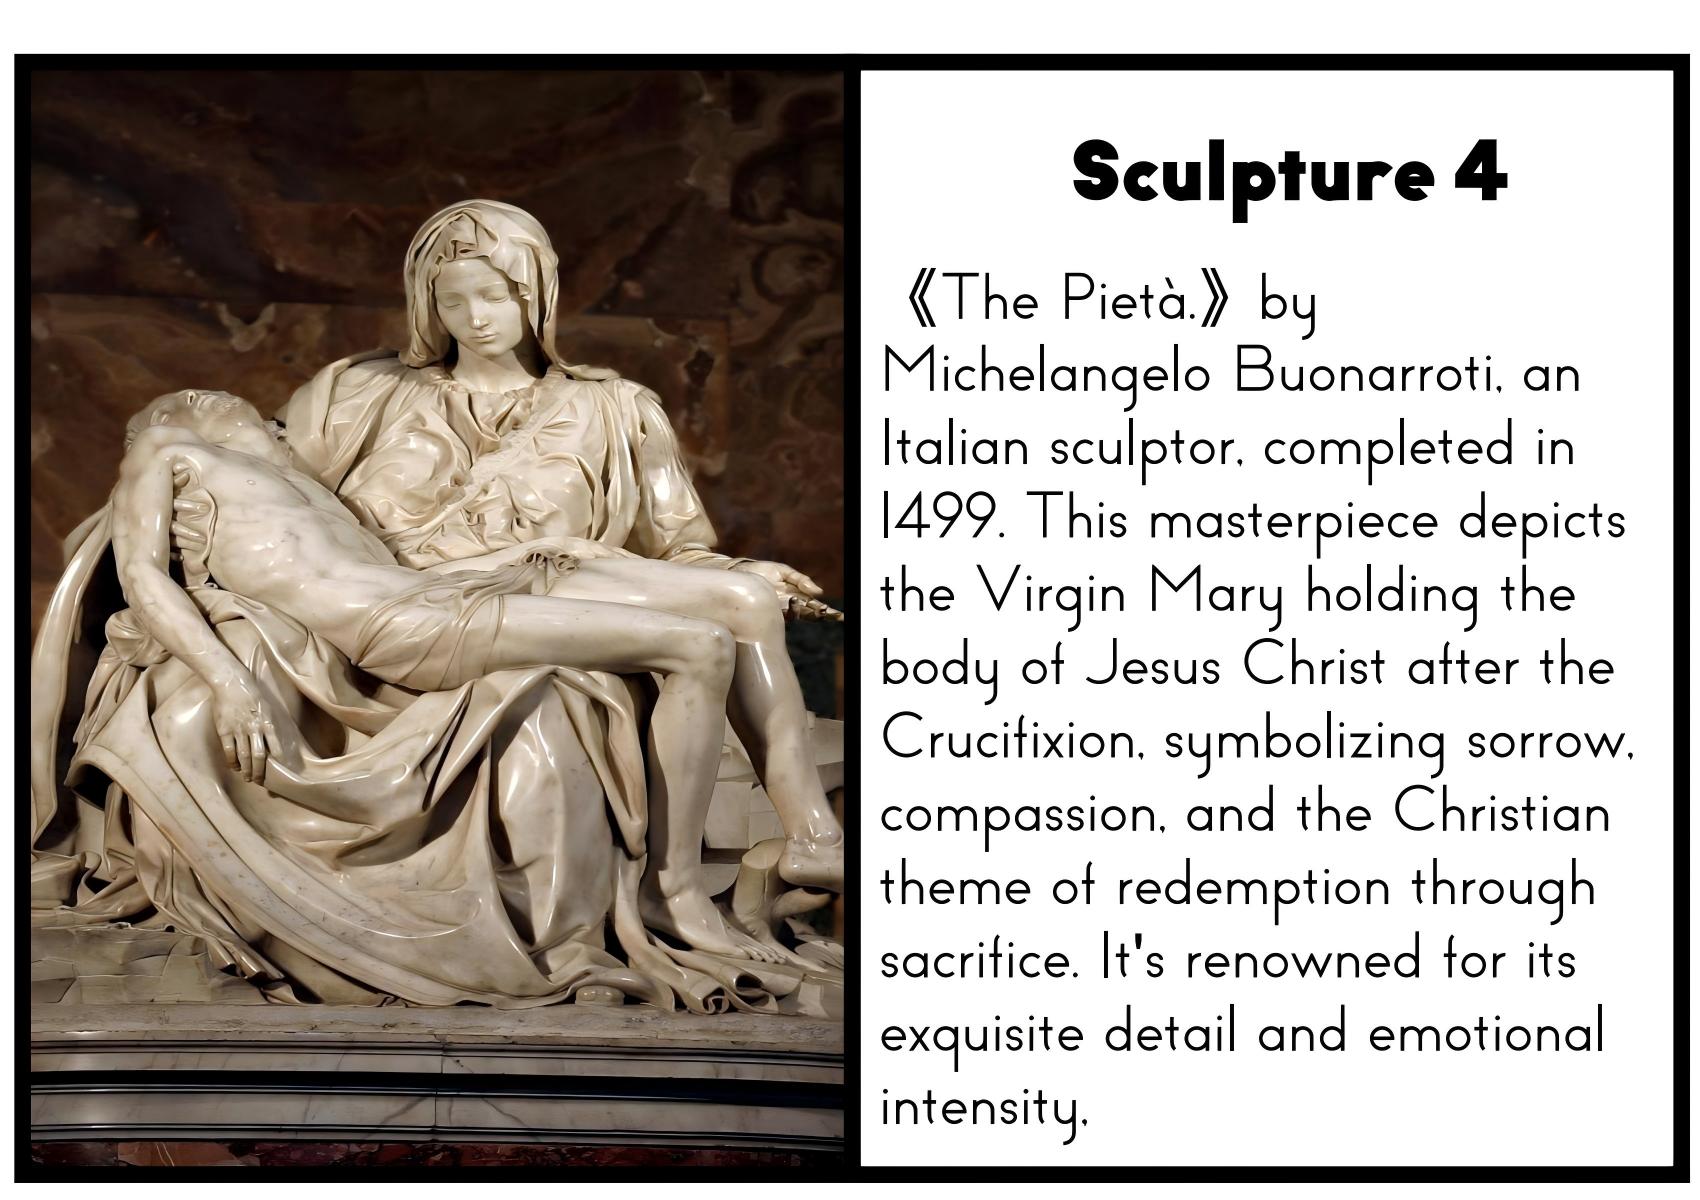 Sculpture 4
《The Pietà.》 by
Michelangelo Buonarroti, an
Italian sculptor, completed in
1499. This masterpiece depicts
the Virgin Mary holding the
body of Jesus Christ after the
Crucifixion, symbolizing sorrow,
compassion, and the Christian
theme of redemption through
sacrifice. It's renowned for its
exquisite detail and emotional
intensity.